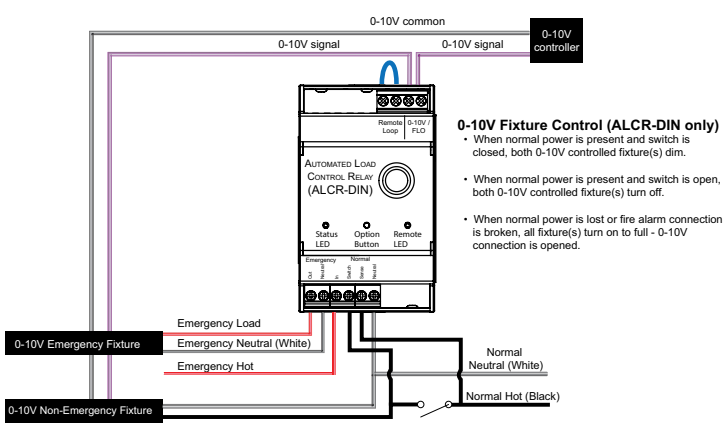 0-10V common
0-10V signal
0-10V signal
0-10V
controller
Remote
Loop
0-10V /
FLO
0-10V Fixture Control (ALCR-DIN only)
• When normal power is present and switch is
closed, both 0-10V controlled fixture(s) dim.
• When normal power is present and switch is open,
both 0-10V controlled fixture(s) turn off.
• When normal power is lost or fire alarm connection
is broken, all fixture(s) turn on to full - 0-10V
connection is opened.
AUTOMATED LOAD
CONTROL RELAY
(ALCR-DIN)
Status
LED
Option
Button
Remote
LED
Emergency
Normal
Out
Neutral
In
Switch
Sense
Neutral
Emergency Load
0-10V Emergency Fixture
Emergency Neutral (White)
Emergency Hot
Normal
Neutral (White)
Normal Hot (Black)
0-10V Non-Emergency Fixture